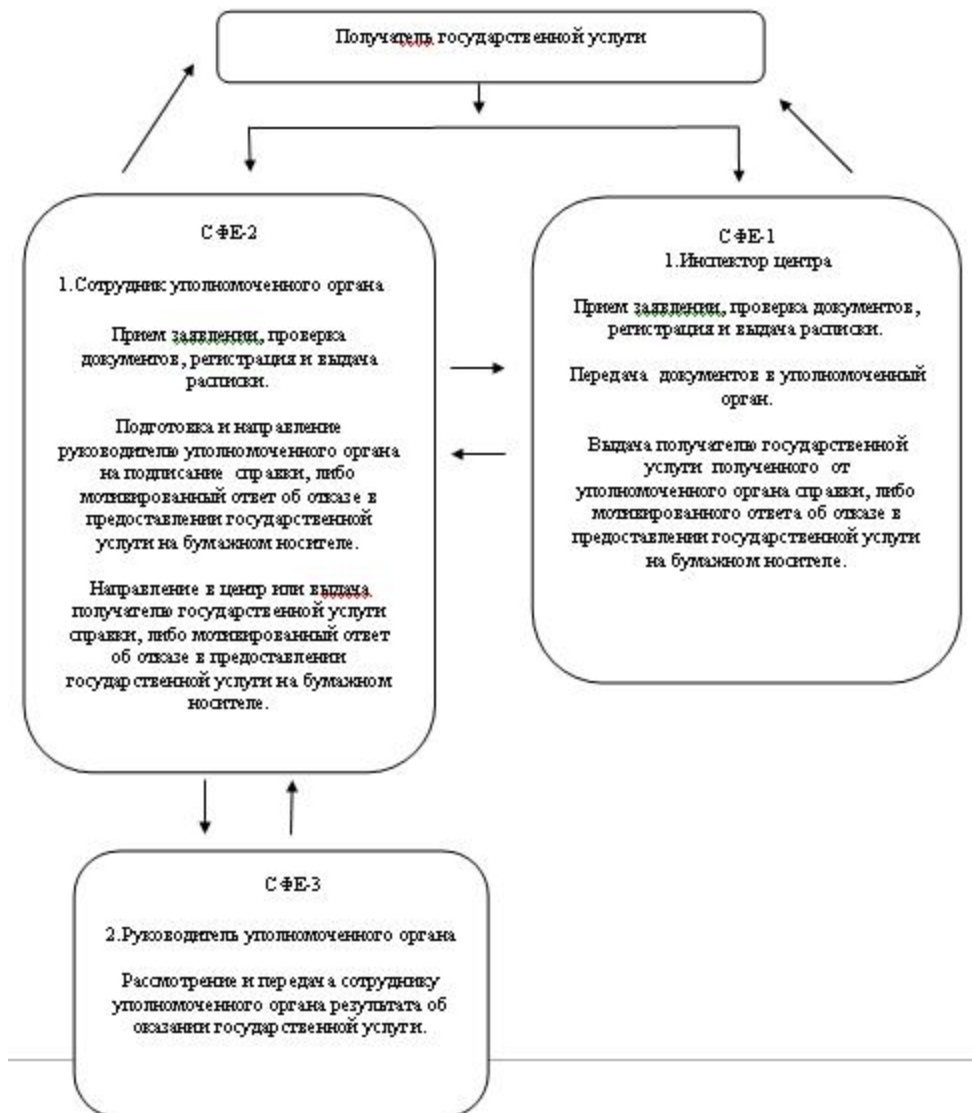 Получатель государственной услуги
СФЕ-2
1.Сотрудник уполномоченного органа
Прием заявлении, проверка
документов, регистрация и выдача
расписки.
Подготовка и направление
руководителю уполномоченного органа
на подписание справки, либо
мотивированный ответ об отказе в
предоставлении государственной
услуги на бумажном носителе.
Направление в центр или выдача
получателю государственной услуги
справки, либо мотивированный ответ
об отказе в предоставлении
государственной услуги на бумажном
носителе.
СФЕ-1
1.Инспектор центра
Прием заявлении, проверка документов,
регистрация и выдача расписки.
Передача документов в уполномоченный
орган.
Выдача получателю государственной
услуги полученного от
уполномоченного органа справки, либо
мотивированного ответа об отказе в
предоставлении государственной услуги
на бумажном носителе.
СФЕ-3
2.Руководитель уполномоченного органа
Рассмотрение и передача сотруднику
уполномоченного органа результата об
оказании государственной услуги.